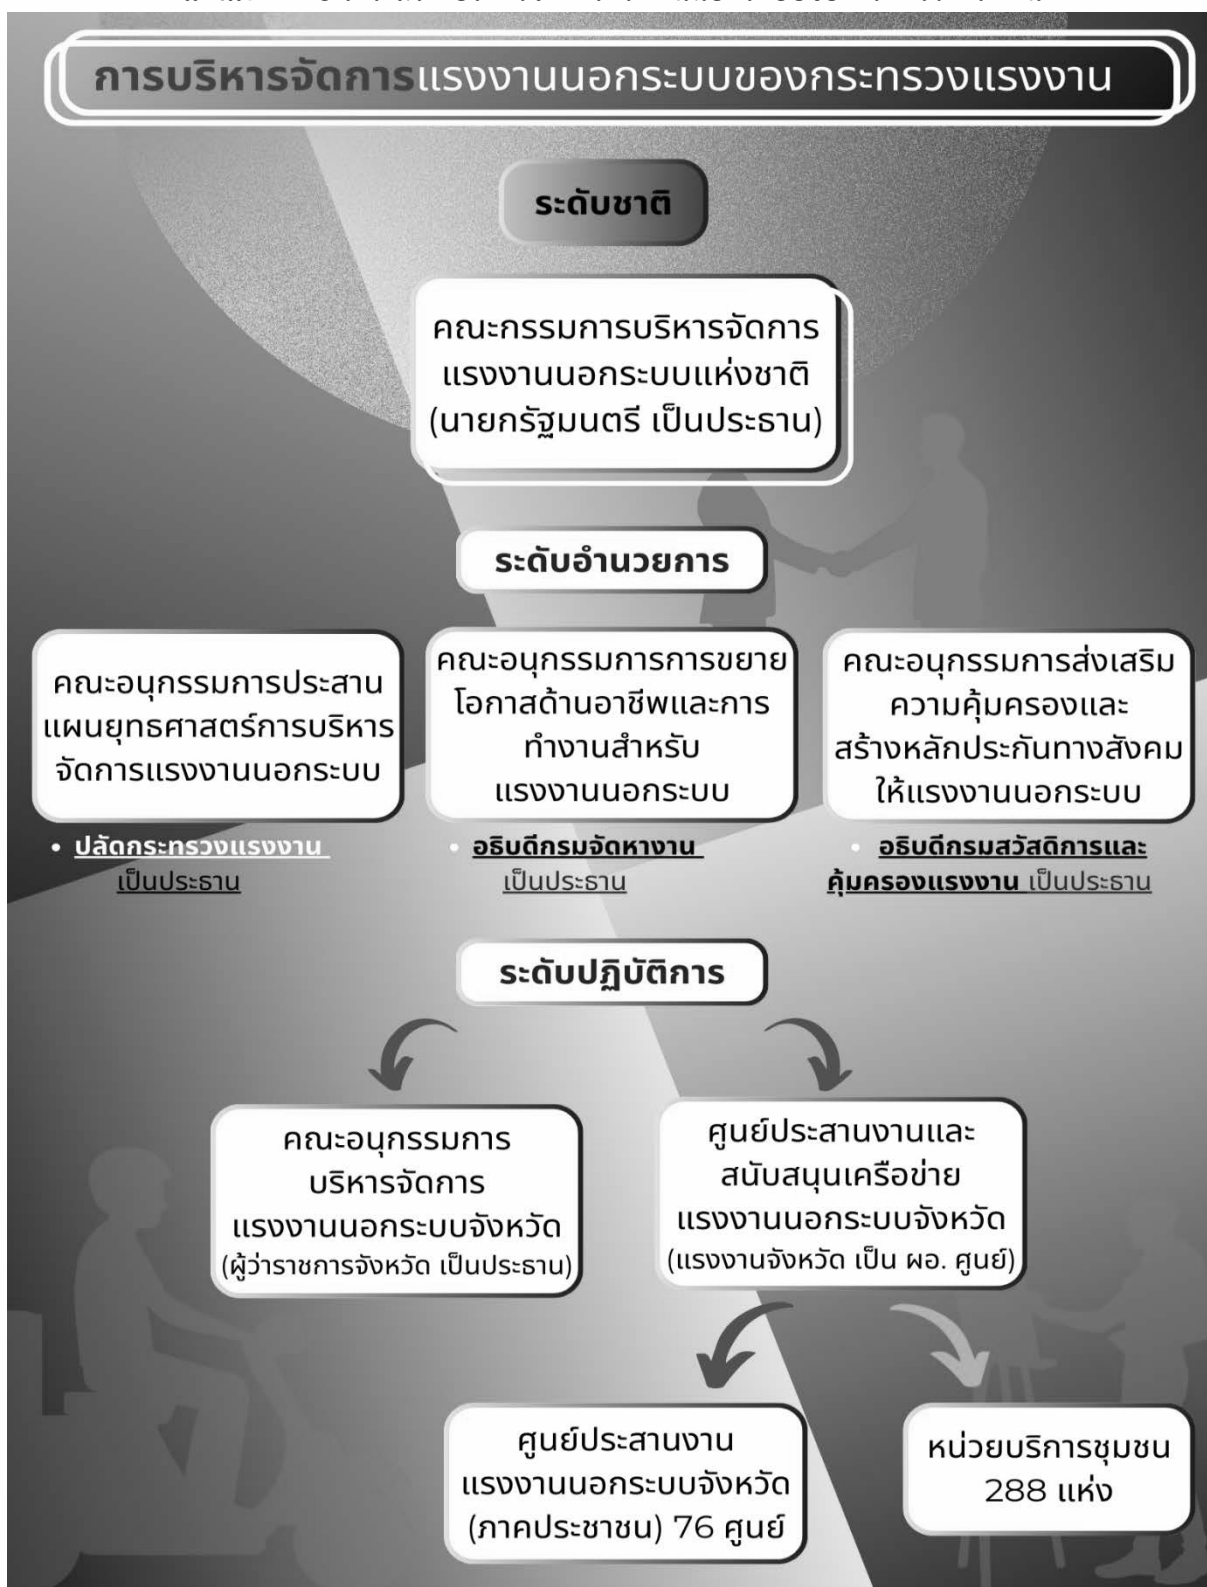 การบริหารจัดการแรงงานนอกระบบของกระทรวงแรงงาน
ระดับชาติ
คณะกรรมการบริหารจัดการ
แรงงานนอกระบบแห่งชาติ
(นายกรัฐมนตรี เป็นประธาน)
ระดับอำนวยการ
คณะอนุกรรมการประสาน
แผนยุทธศาสตร์การบริหาร
จัดการแรงงานนอกระบบ
• ปลัดกระทรวงแรงงาน
เป็นประธาน
คณะอนุกรรมการการขยาย
โอกาสด้านอาชีพและการ
ทำงานสำหรับ
แรงงานนอกระบบ
• อธิบดีกรมจัดหางาน
เป็นประธาน
คณะอนุกรรมการส่งเสริม
ความคุ้มครองและ
สร้างหลักประกันทางสังคม
ให้แรงงานนอกระบบ
• อธิบดีกรมสวัสดิการและ
คุ้มครองแรงงาน เป็นประธาน
ระดับปฏิบัติการ
คณะอนุกรรมการ
บริหารจัดการ
แรงงานนอกระบบจังหวัด
(ผู้ว่าราชการจังหวัด เป็นประธาน)
ศูนย์ประสานงานและ
สนับสนุนเครือข่าย
แรงงานนอกระบบจังหวัด
(แรงงานจังหวัด เป็น ผอ. ศูนย์)
ศูนย์ประสานงาน
แรงงานนอกระบบจังหวัด
(ภาคประชาชน) 76 ศูนย์
หน่วยบริการชุมชน
288 แห่ง